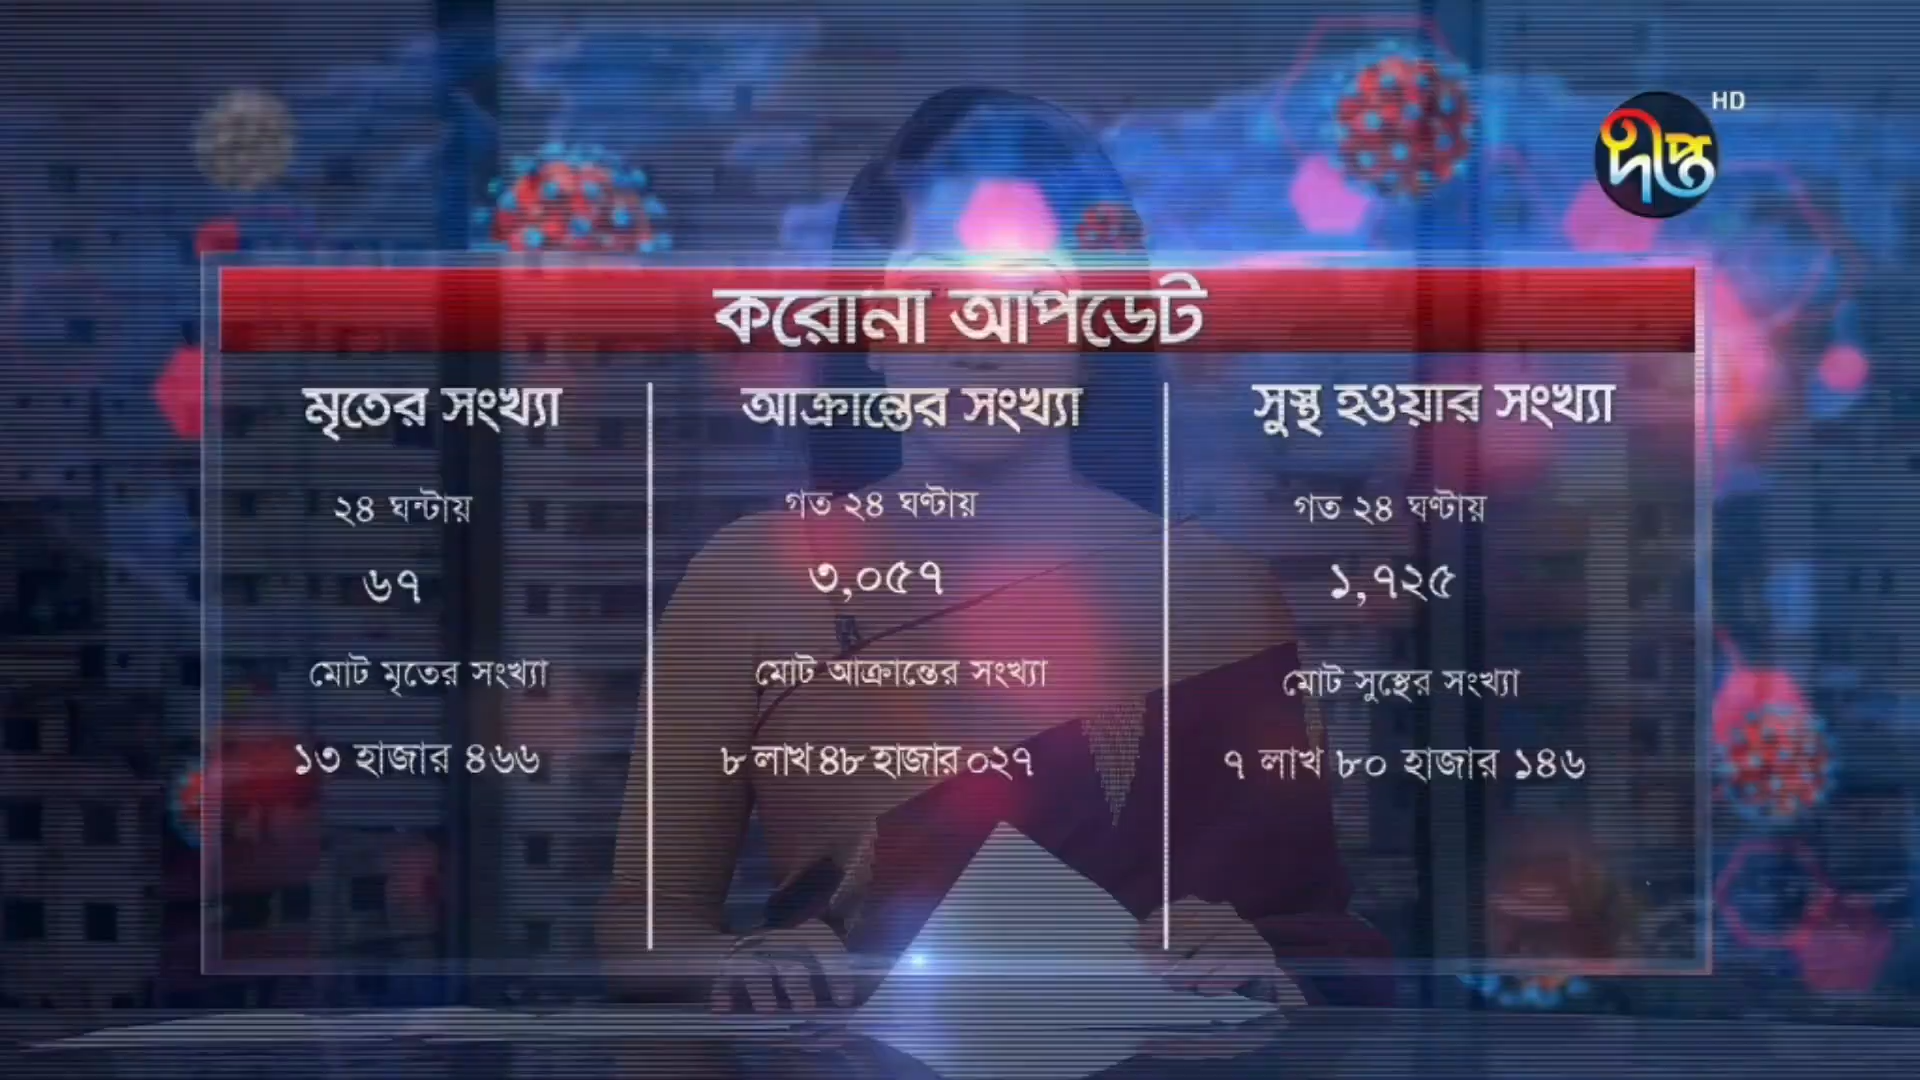 HD
দীপ্ত
করোনা আপডেট
মৃতের সংখ্যা
২৪ ঘন্টায়
৬৭
মোট মৃতের সংখ্যা
১৩ হাজার ৪৬৬
আক্রান্তের সংখ্যা
গত ২৪ ঘণ্টায়
৩,০৫৭
মোট আক্রান্তের সংখ্যা
৮ লাখ ৪৮ হাজার ০২৭
সুস্থ হওয়ার সংখ্যা
গত ২৪ ঘণ্টায়
১,৭২৫
মোট সুস্থের সংখ্যা
৭ লাখ ৮০ হাজার ১৪৬